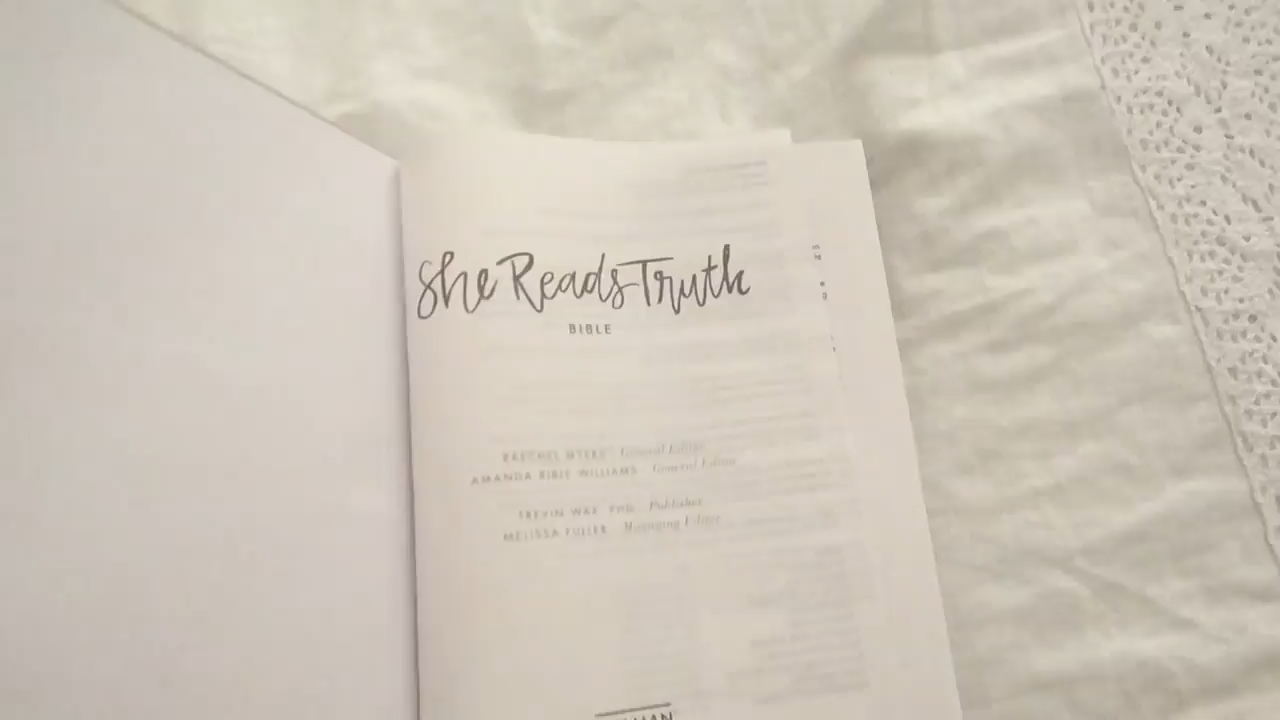 She Reads Truth
BIBLE
RAECHEL MYERS General Editor
AMANDA BIBLE WILLIAMS General Editor
TREVIN WAX, PHD Publisher
MELISSA FULLER Managing Editor